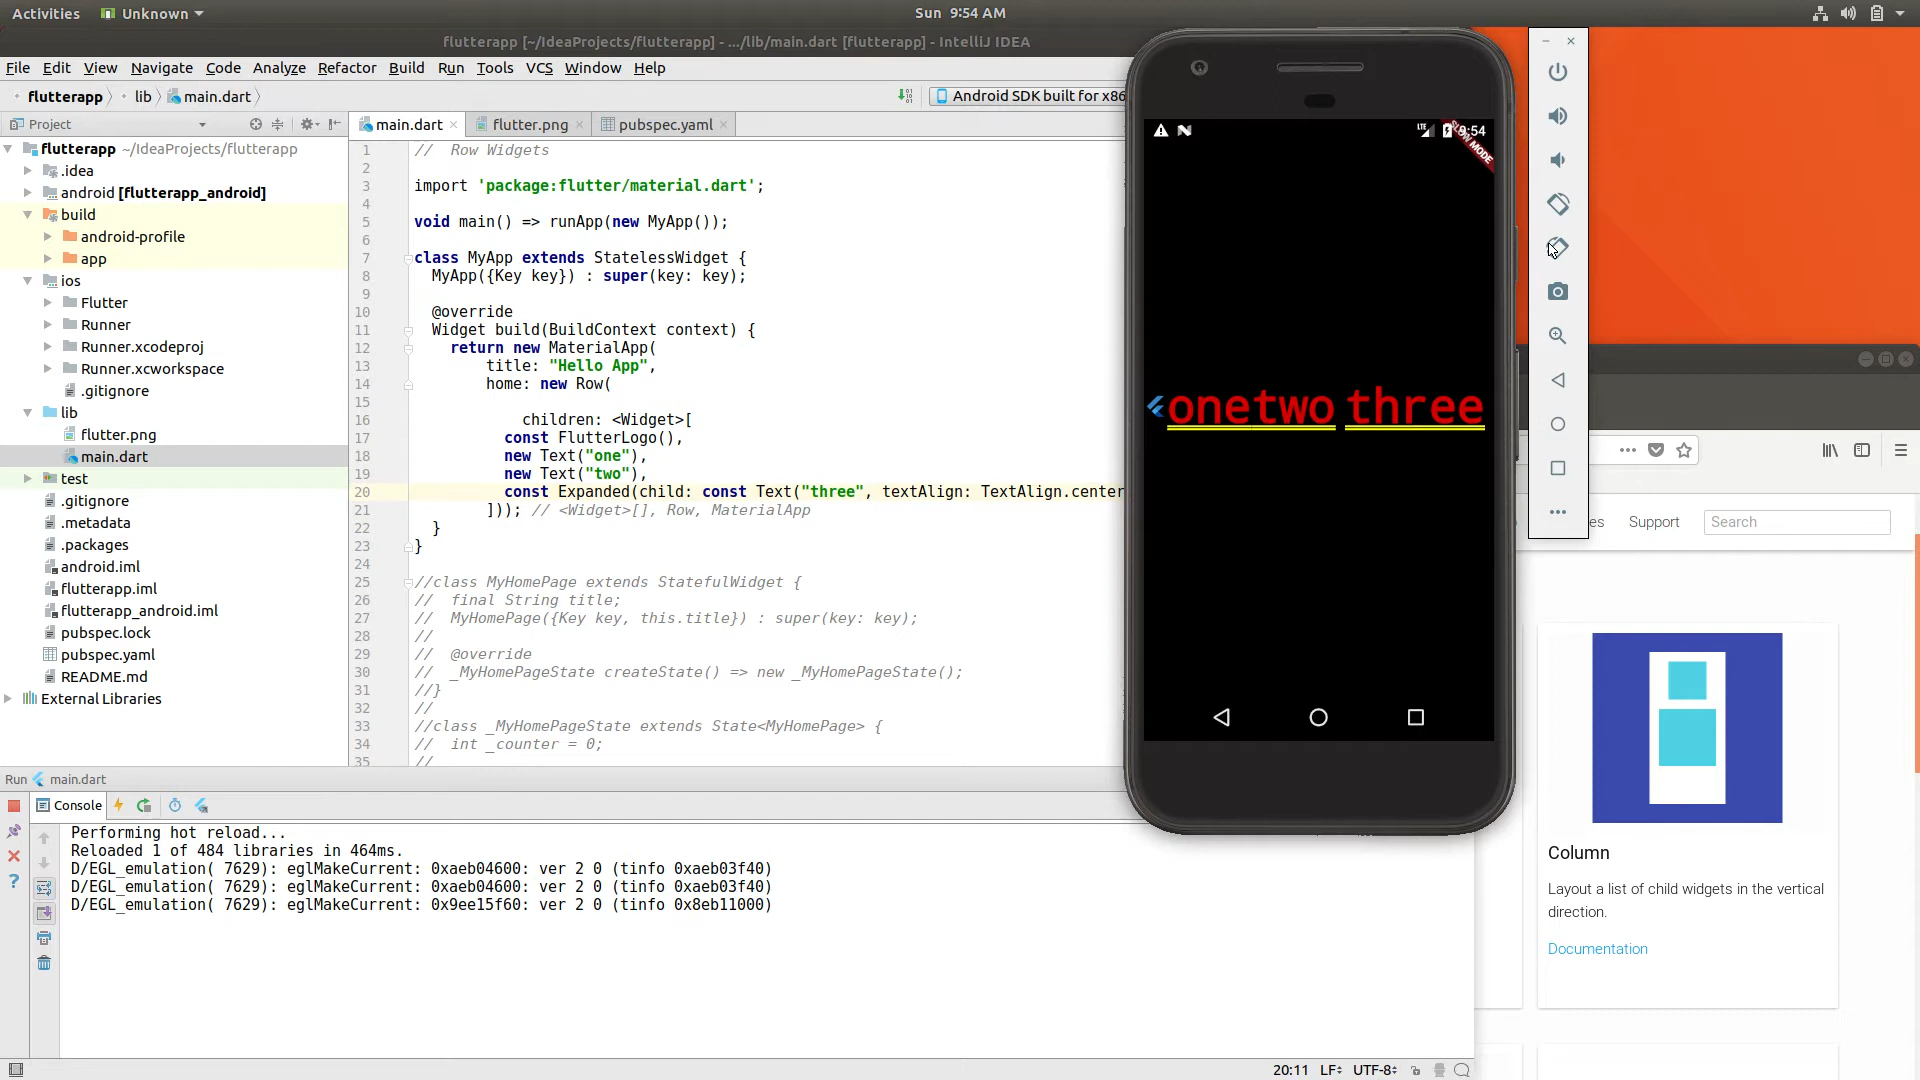 Activities
Unknown
Sun 9:54 AM
flutterapp [~/IdeaProjects/flutterapp] - .../lib/main.dart [flutterapp] - IntelliJ IDEA
File Edit View Navigate Code Analyze Refactor Build Run Tools VCS Window Help
flutterapp lib main.dart
Android SDK built for x86
Project
main.dart
flutter.png
pubspec.yaml
flutterapp ~/IdeaProjects/flutterapp
.idea
android [flutterapp_android]
build
android-profile
app
ios
Flutter
Runner
Runner.xcodeproj
Runner.xcworkspace
.gitignore
lib
flutter.png
main.dart
test
.gitignore
.metadata
.packages
android.iml
flutterapp.iml
flutterapp_android.iml
pubspec.lock
pubspec.yaml
README.md
External Libraries
1 // Row Widgets
2
3 import 'package:flutter/material.dart';
4
5 void main() => runApp(new MyApp());
6
7 class MyApp extends StatelessWidget {
8 MyApp({Key key}) : super(key: key);
9
10 @override
11 Widget build(BuildContext context) {
12 return new MaterialApp(
13 title: "Hello App",
14 home: new Row(
15
16 children: <Widget>[
17 const FlutterLogo(),
18 new Text("one"),
19 new Text("two"),
20 const Expanded(child: const Text("three", textAlign: TextAlign.center
21 ])); // <Widget>[], Row, MaterialApp
22 }
23 }
24
25 //class MyHomePage extends StatefulWidget {
26 // final String title;
27 // MyHomePage({Key key, this.title}) : super(key: key);
28 //
29 // @override
30 // _MyHomePageState createState() => new _MyHomePageState();
31 //}
32 //
33 //class _MyHomePageState extends State<MyHomePage> {
34 // int _counter = 0;
35 //
LTE 9:54
SLOW MODE
onetwo three
Run main.dart
Console
Performing hot reload...
Reloaded 1 of 484 libraries in 464ms.
D/EGL_emulation( 7629): eglMakeCurrent: 0xaeb04600: ver 2 0 (tinfo 0xaeb03f40)
D/EGL_emulation( 7629): eglMakeCurrent: 0xaeb04600: ver 2 0 (tinfo 0xaeb03f40)
D/EGL_emulation( 7629): eglMakeCurrent: 0x9ee15f60: ver 2 0 (tinfo 0x8eb11000)
20:11 LF UTF-8
es
Support
Search
Column
Layout a list of child widgets in the vertical
direction.
Documentation